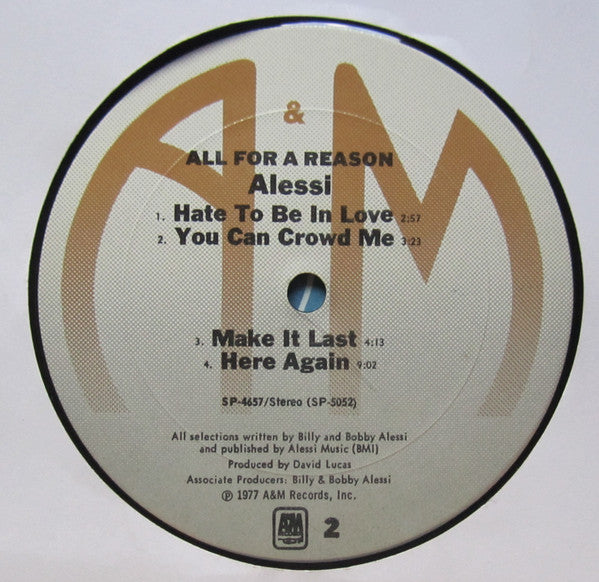 A&M
ALL FOR A REASON
Alessi
1. Hate To Be In Love 2:57
2. You Can Crowd Me 3:23
3. Make It Last 4:13
4. Here Again 9:02
SP-4657/Stereo (SP-5052)
All selections written by Billy and Bobby Alessi
and published by Alessi Music (BMI)
Produced by David Lucas
Associate Producers: Billy & Bobby Alessi
℗ 1977 A&M Records, Inc.
A&M 2